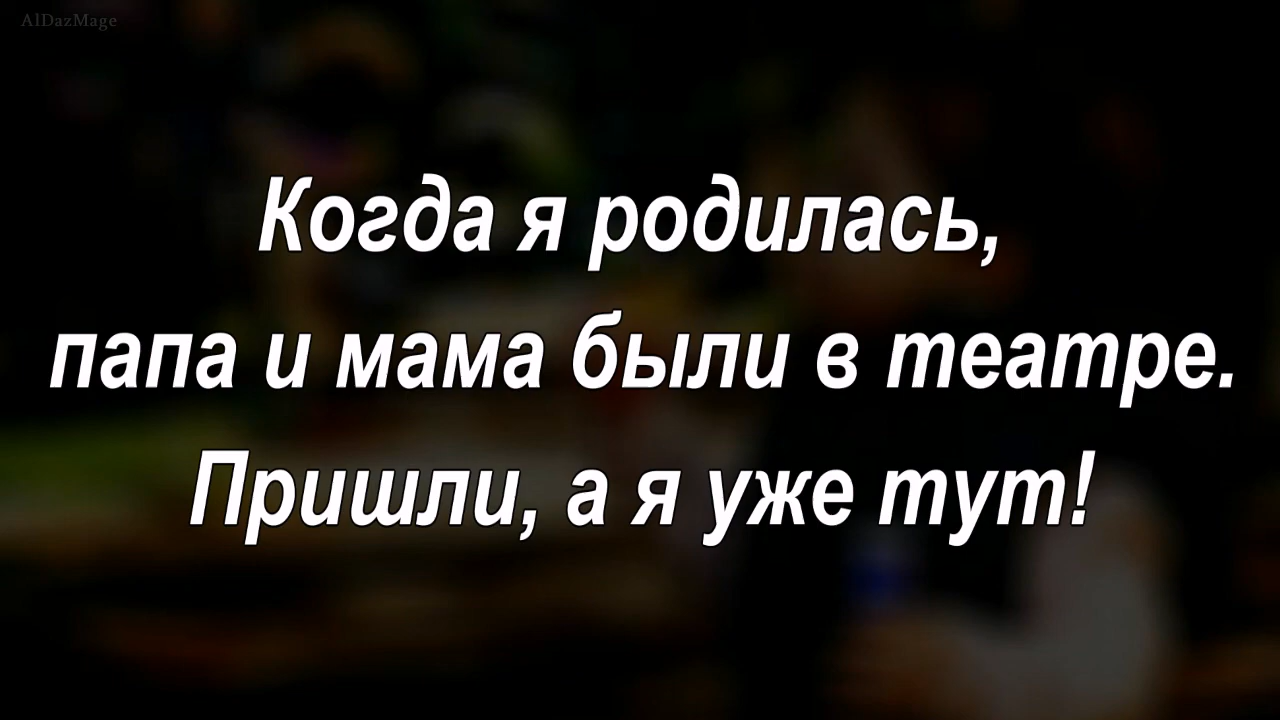 AlDazMage
Когда я родилась,
папа и мама были в театре.
Пришли, а я уже тут!